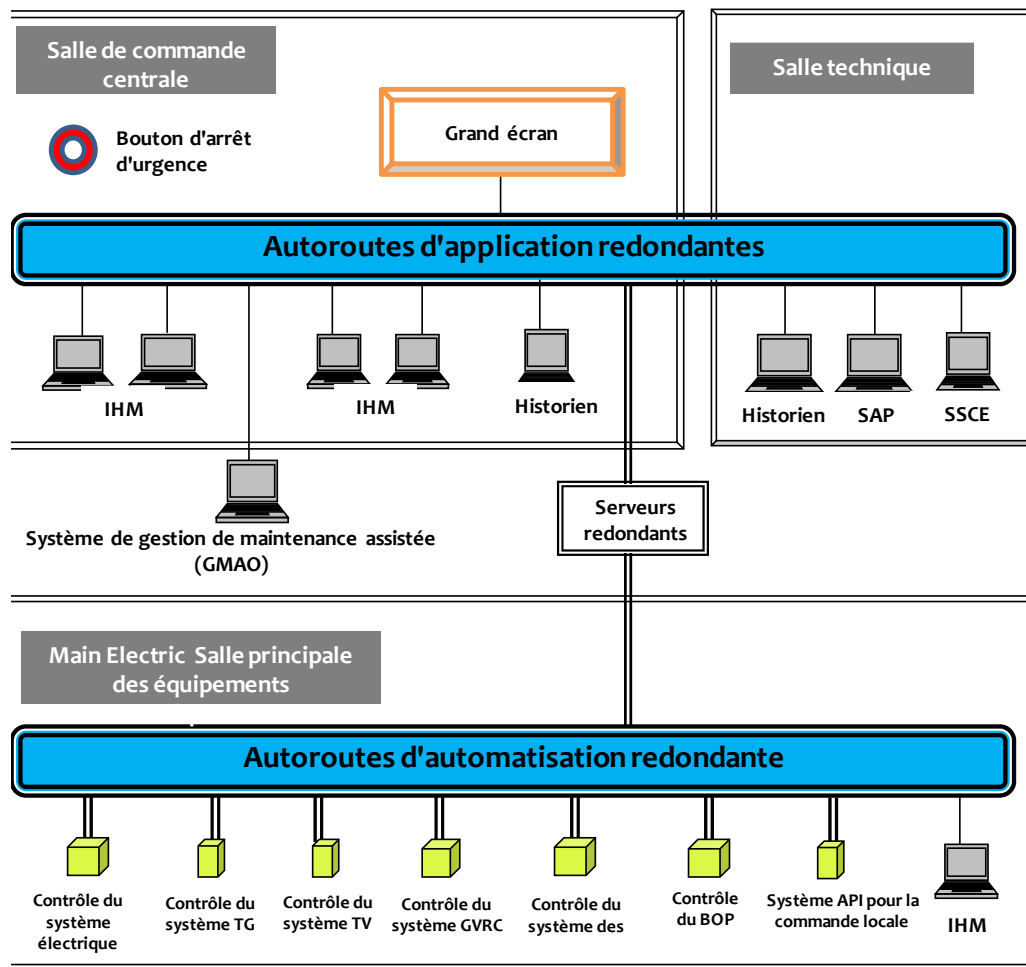 Salle de commande
centrale
Salle technique
Bouton d'arrêt
d'urgence
Grand écran
Autoroutes d'application redondantes
IHM
IHM
Historien
Historien
SAP
SSCE
Système de gestion de maintenance assistée
(GMAO)
Serveurs
redondants
Main Electric Salle principale
des équipements
Autoroutes d'automatisation redondante
Contrôle du
système
électrique
Contrôle du
système TG
Contrôle du
système TV
Contrôle du
système GVRC
Contrôle du
système des
Contrôle
du BOP
Système API pour la
commande locale
IHM